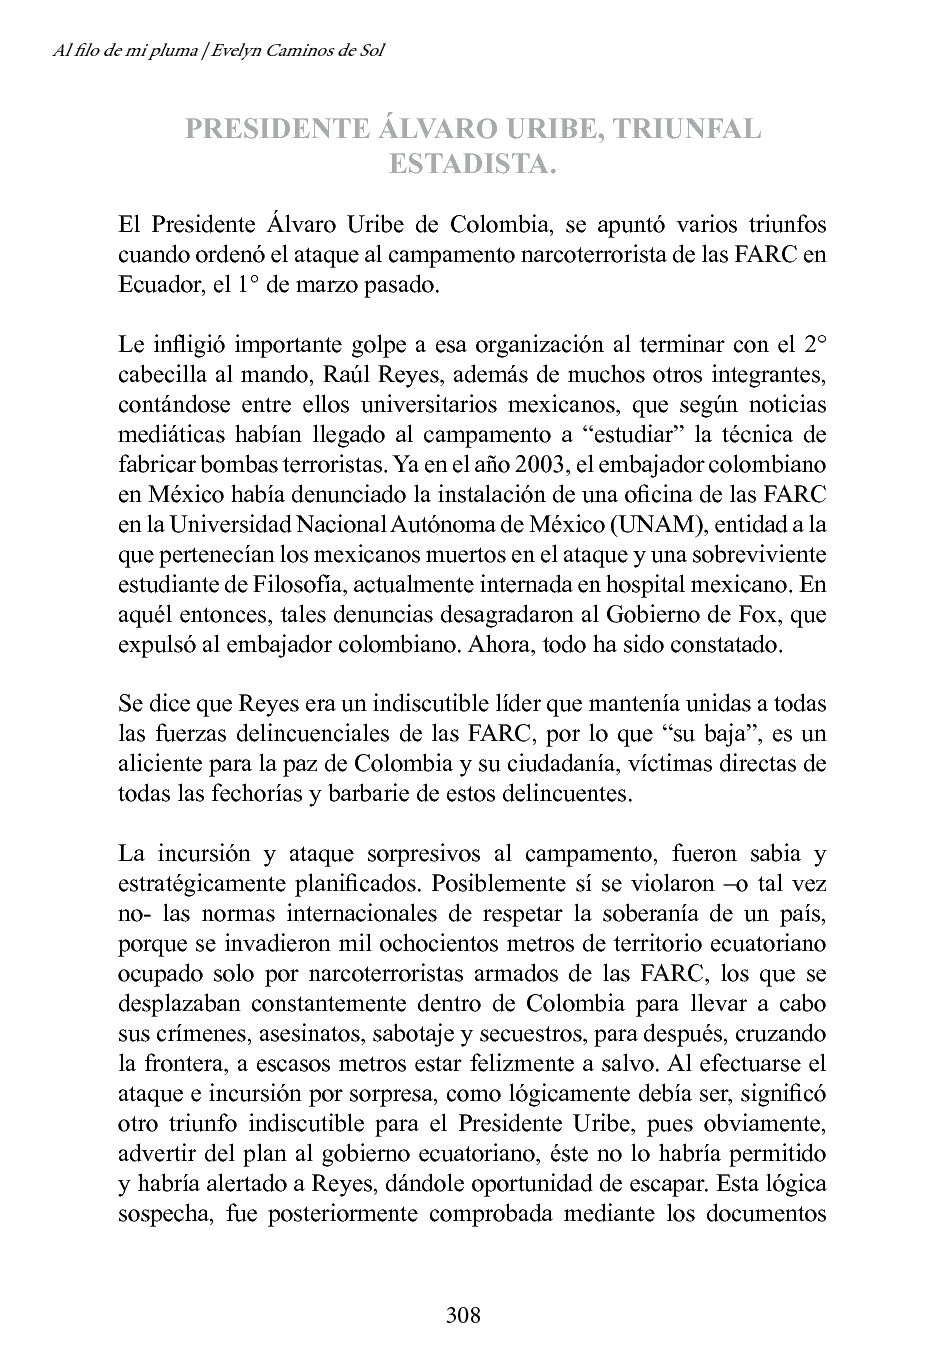 Al filo de mi pluma / Evelyn Caminos de Sol
PRESIDENTE ÁLVARO URIBE, TRIUNFAL
ESTADISTA.
El Presidente Álvaro Uribe de Colombia, se apuntó varios triunfos
cuando ordenó el ataque al campamento narcoterrorista de las FARC en
Ecuador, el 1° de marzo pasado.
Le infligió importante golpe a esa organización al terminar con el 2°
cabecilla al mando, Raúl Reyes, además de muchos otros integrantes,
contándose entre ellos universitarios mexicanos, que según noticias
mediáticas habían llegado al campamento a “estudiar” la técnica de
fabricar bombas terroristas. Ya en el año 2003, el embajador colombiano
en México había denunciado la instalación de una oficina de las FARC
en la Universidad Nacional Autónoma de México (UNAM), entidad a la
que pertenecían los mexicanos muertos en el ataque y una sobreviviente
estudiante de Filosofía, actualmente internada en hospital mexicano. En
aquél entonces, tales denuncias desagradaron al Gobierno de Fox, que
expulsó al embajador colombiano. Ahora, todo ha sido constatado.
Se dice que Reyes era un indiscutible líder que mantenía unidas a todas
las fuerzas delincuenciales de las FARC, por lo que “su baja”, es un
aliciente para la paz de Colombia y su ciudadanía, víctimas directas de
todas las fechorías y barbarie de estos delincuentes.
La incursión y ataque sorpresivos al campamento, fueron sabia y
estratégicamente planificados. Posiblemente sí se violaron –o tal vez
no- las normas internacionales de respetar la soberanía de un país,
porque se invadieron mil ochocientos metros de territorio ecuatoriano
ocupado solo por narcoterroristas armados de las FARC, los que se
desplazaban constantemente dentro de Colombia para llevar a cabo
sus crímenes, asesinatos, sabotaje y secuestros, para después, cruzando
la frontera, a escasos metros estar felizmente a salvo. Al efectuarse el
ataque e incursión por sorpresa, como lógicamente debía ser, significó
otro triunfo indiscutible para el Presidente Uribe, pues obviamente,
advertir del plan al gobierno ecuatoriano, éste no lo habría permitido
y habría alertado a Reyes, dándole oportunidad de escapar. Esta lógica
sospecha, fue posteriormente comprobada mediante los documentos
308